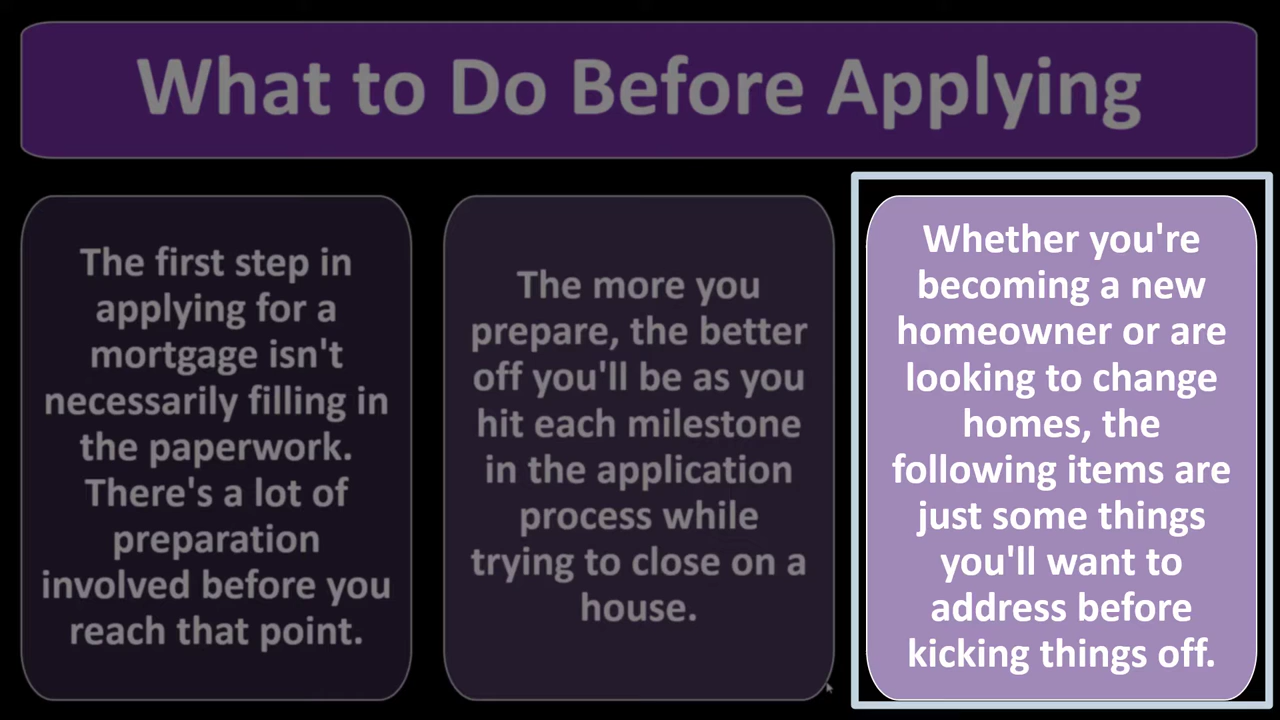 What to Do Before Applying
The first step in
applying for a
mortgage isn't
necessarily filling in
the paperwork.
There's a lot of
preparation
involved before you
reach that point.
The more you
prepare, the better
off you'll be as you
hit each milestone
in the application
process while
trying to close on a
house.
Whether you're
becoming a new
homeowner or are
looking to change
homes, the
following items are
just some things
you'll want to
address before
kicking things off.